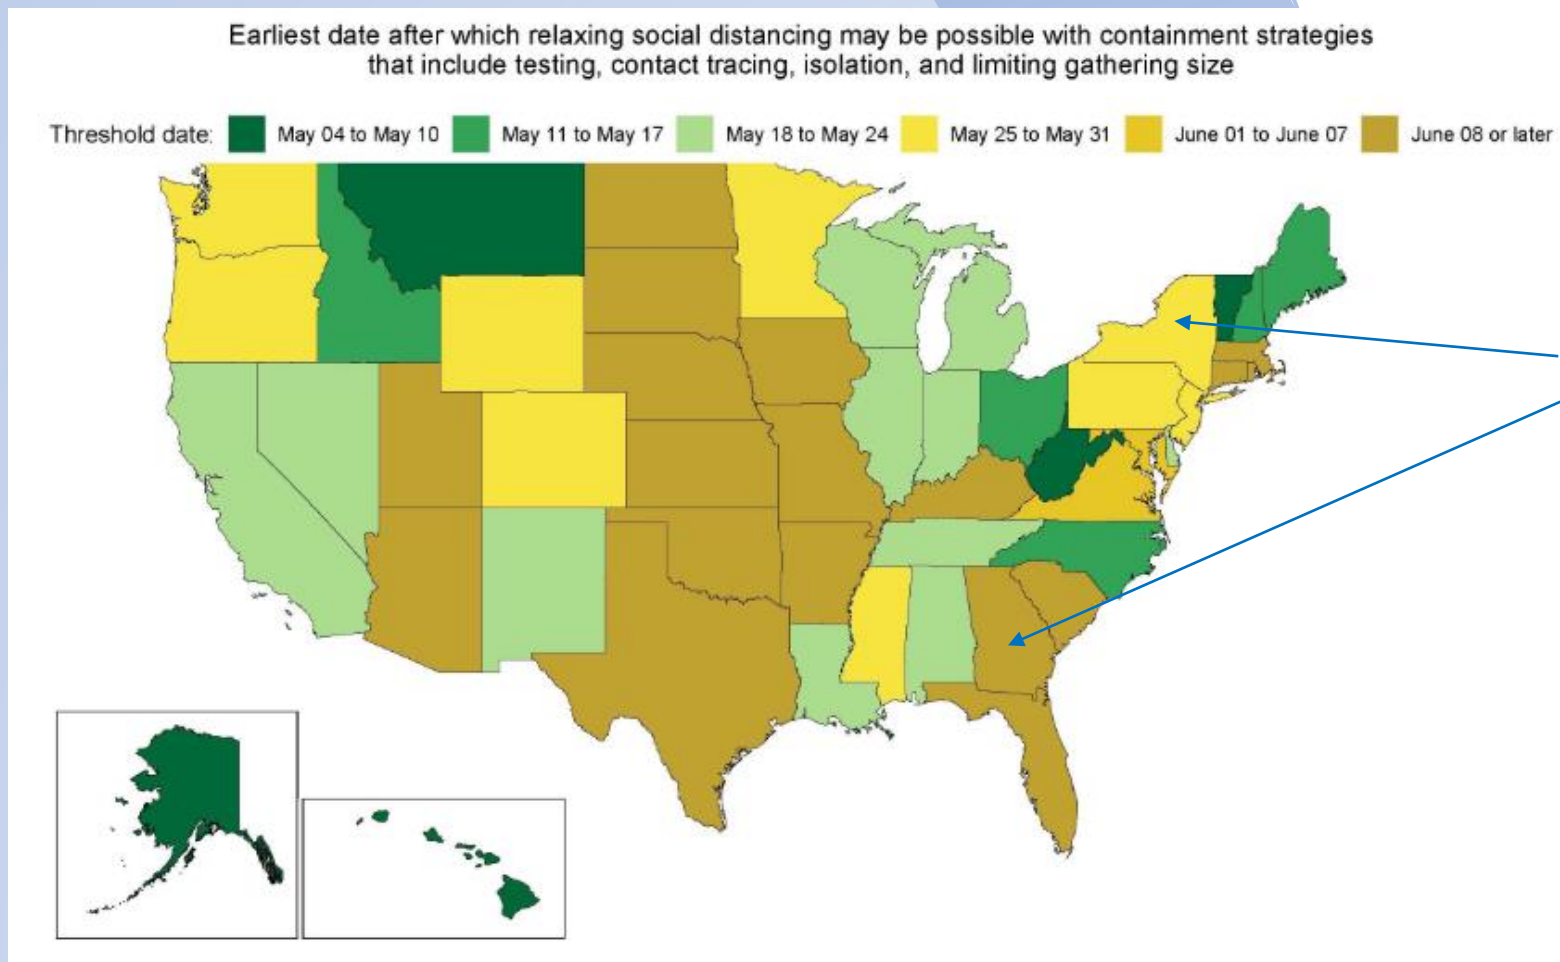 Earliest date after which relaxing social distancing may be possible with containment strategies
that include testing, contact tracing, isolation, and limiting gathering size
Threshold date: May 04 to May 10 May 11 to May 17 May 18 to May 24 May 25 to May 31 June 01 to June 07 June 08 or later